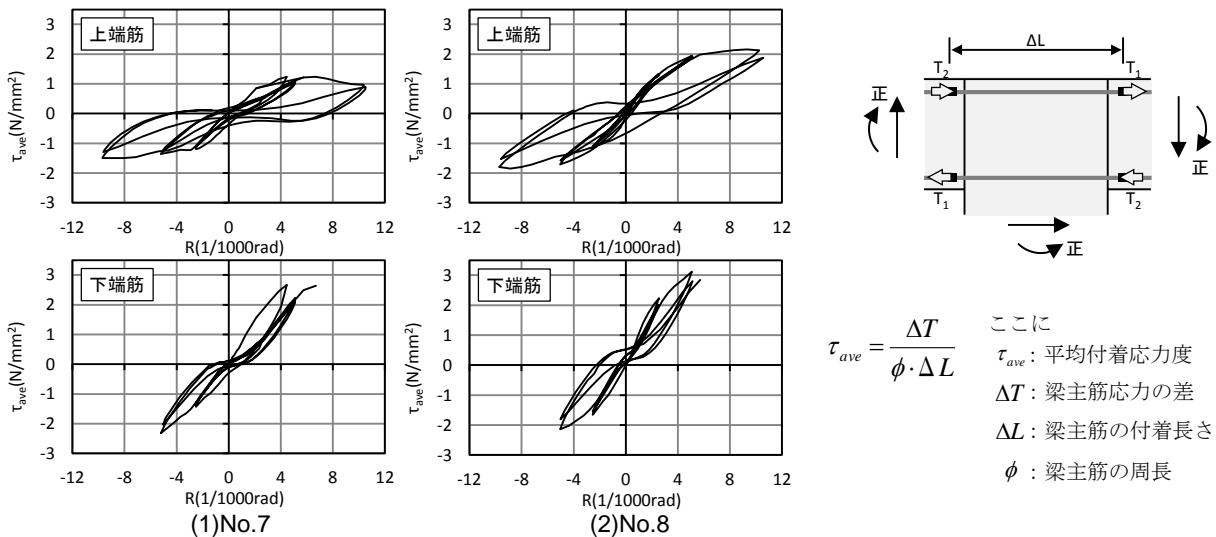 上端筋
τave(N/mm²)
3
2
1
0
-1
-2
-3
-12 -8 -4 0 4 8 12
R(1/1000rad)
上端筋
τave(N/mm²)
3
2
1
0
-1
-2
-3
-12 -8 -4 0 4 8 12
R(1/1000rad)
下端筋
τave(N/mm²)
3
2
1
0
-1
-2
-3
-12 -8 -4 0 4 8 12
R(1/1000rad)
(1)No.7
下端筋
τave(N/mm²)
3
2
1
0
-1
-2
-3
-12 -8 -4 0 4 8 12
R(1/1000rad)
(2)No.8
ΔL
T₂ T₁
正
正
T₁ T₂
正
τave = ΔT / (φ・ΔL)
ここに
τave : 平均付着応力度
ΔT : 梁主筋応力の差
ΔL : 梁主筋の付着長さ
φ : 梁主筋の周長